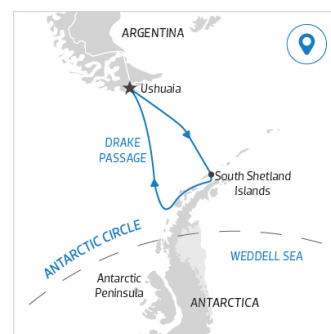 ARGENTINA
Ushuaia
DRAKE
PASSAGE
South Shetland
Islands
ANTARCTIC CIRCLE
WEDDELL SEA
Antarctic
Peninsula
ANTARCTICA